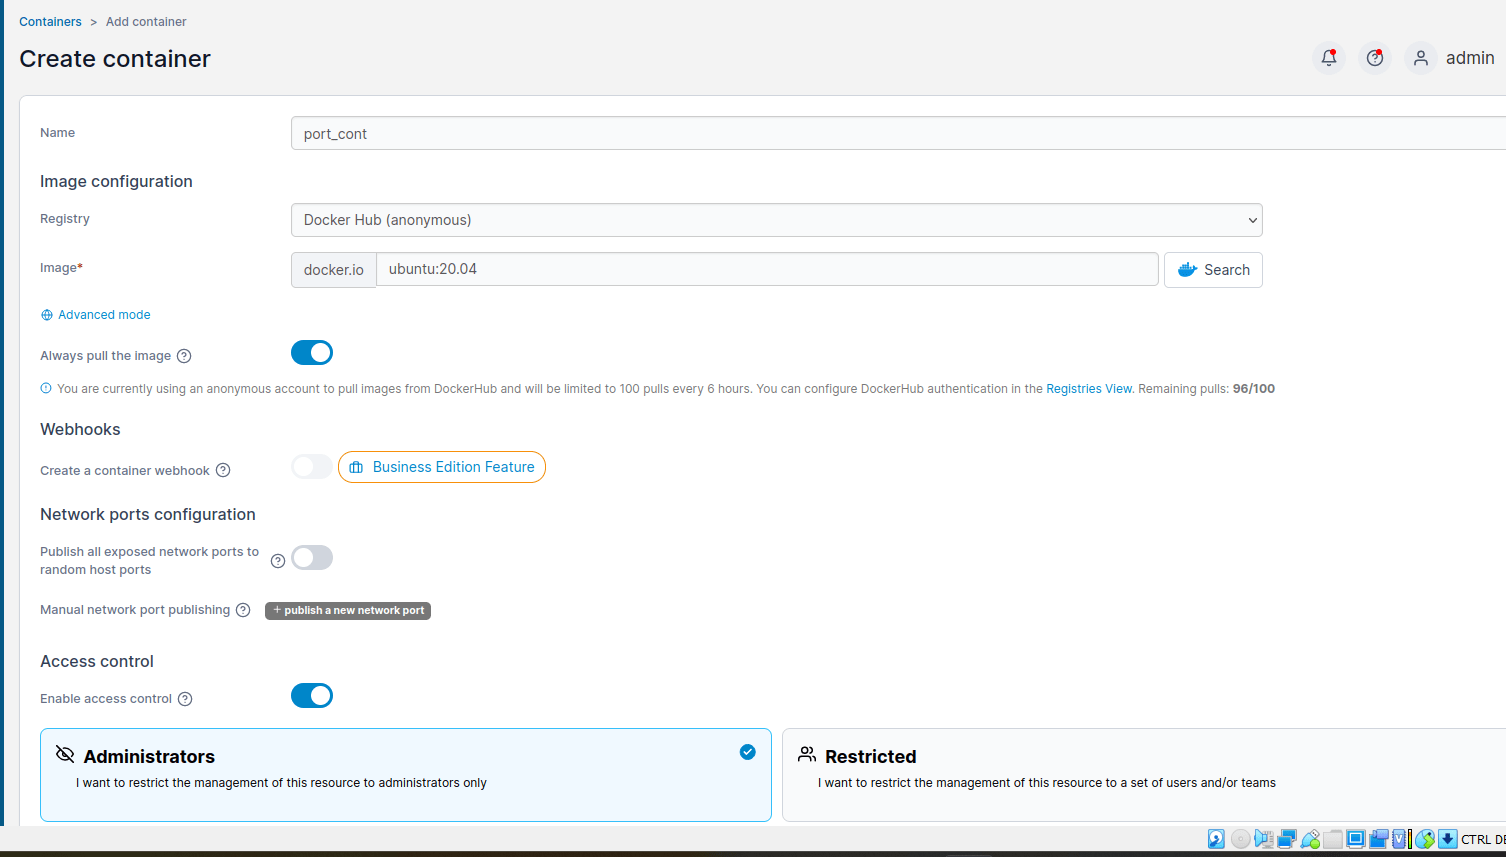 Containers > Add container
Create container
admin
Name
port_cont
Image configuration
Registry
Docker Hub (anonymous)
Image*
docker.io
ubuntu:20.04
Search
Advanced mode
Always pull the image
You are currently using an anonymous account to pull images from DockerHub and will be limited to 100 pulls every 6 hours. You can configure DockerHub authentication in the Registries View. Remaining pulls: 96/100
Webhooks
Create a container webhook
Business Edition Feature
Network ports configuration
Publish all exposed network ports to
random host ports
Manual network port publishing
+ publish a new network port
Access control
Enable access control
Administrators
I want to restrict the management of this resource to administrators only
Restricted
I want to restrict the management of this resource to a set of users and/or teams
CTRL DE